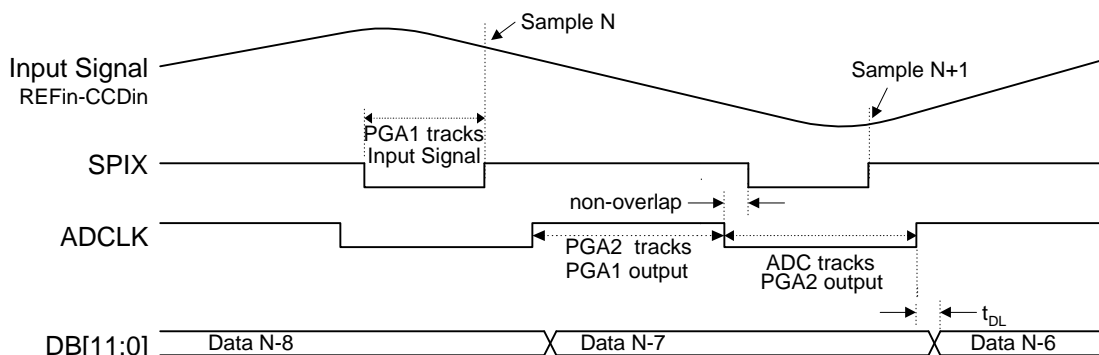 Sample N
Input Signal
REFin-CCDin
Sample N+1
PGA1 tracks
Input Signal
SPIX
non-overlap
ADCLK
PGA2 tracks
PGA1 output
ADC tracks
PGA2 output
tDL
DB[11:0]
Data N-8
Data N-7
Data N-6